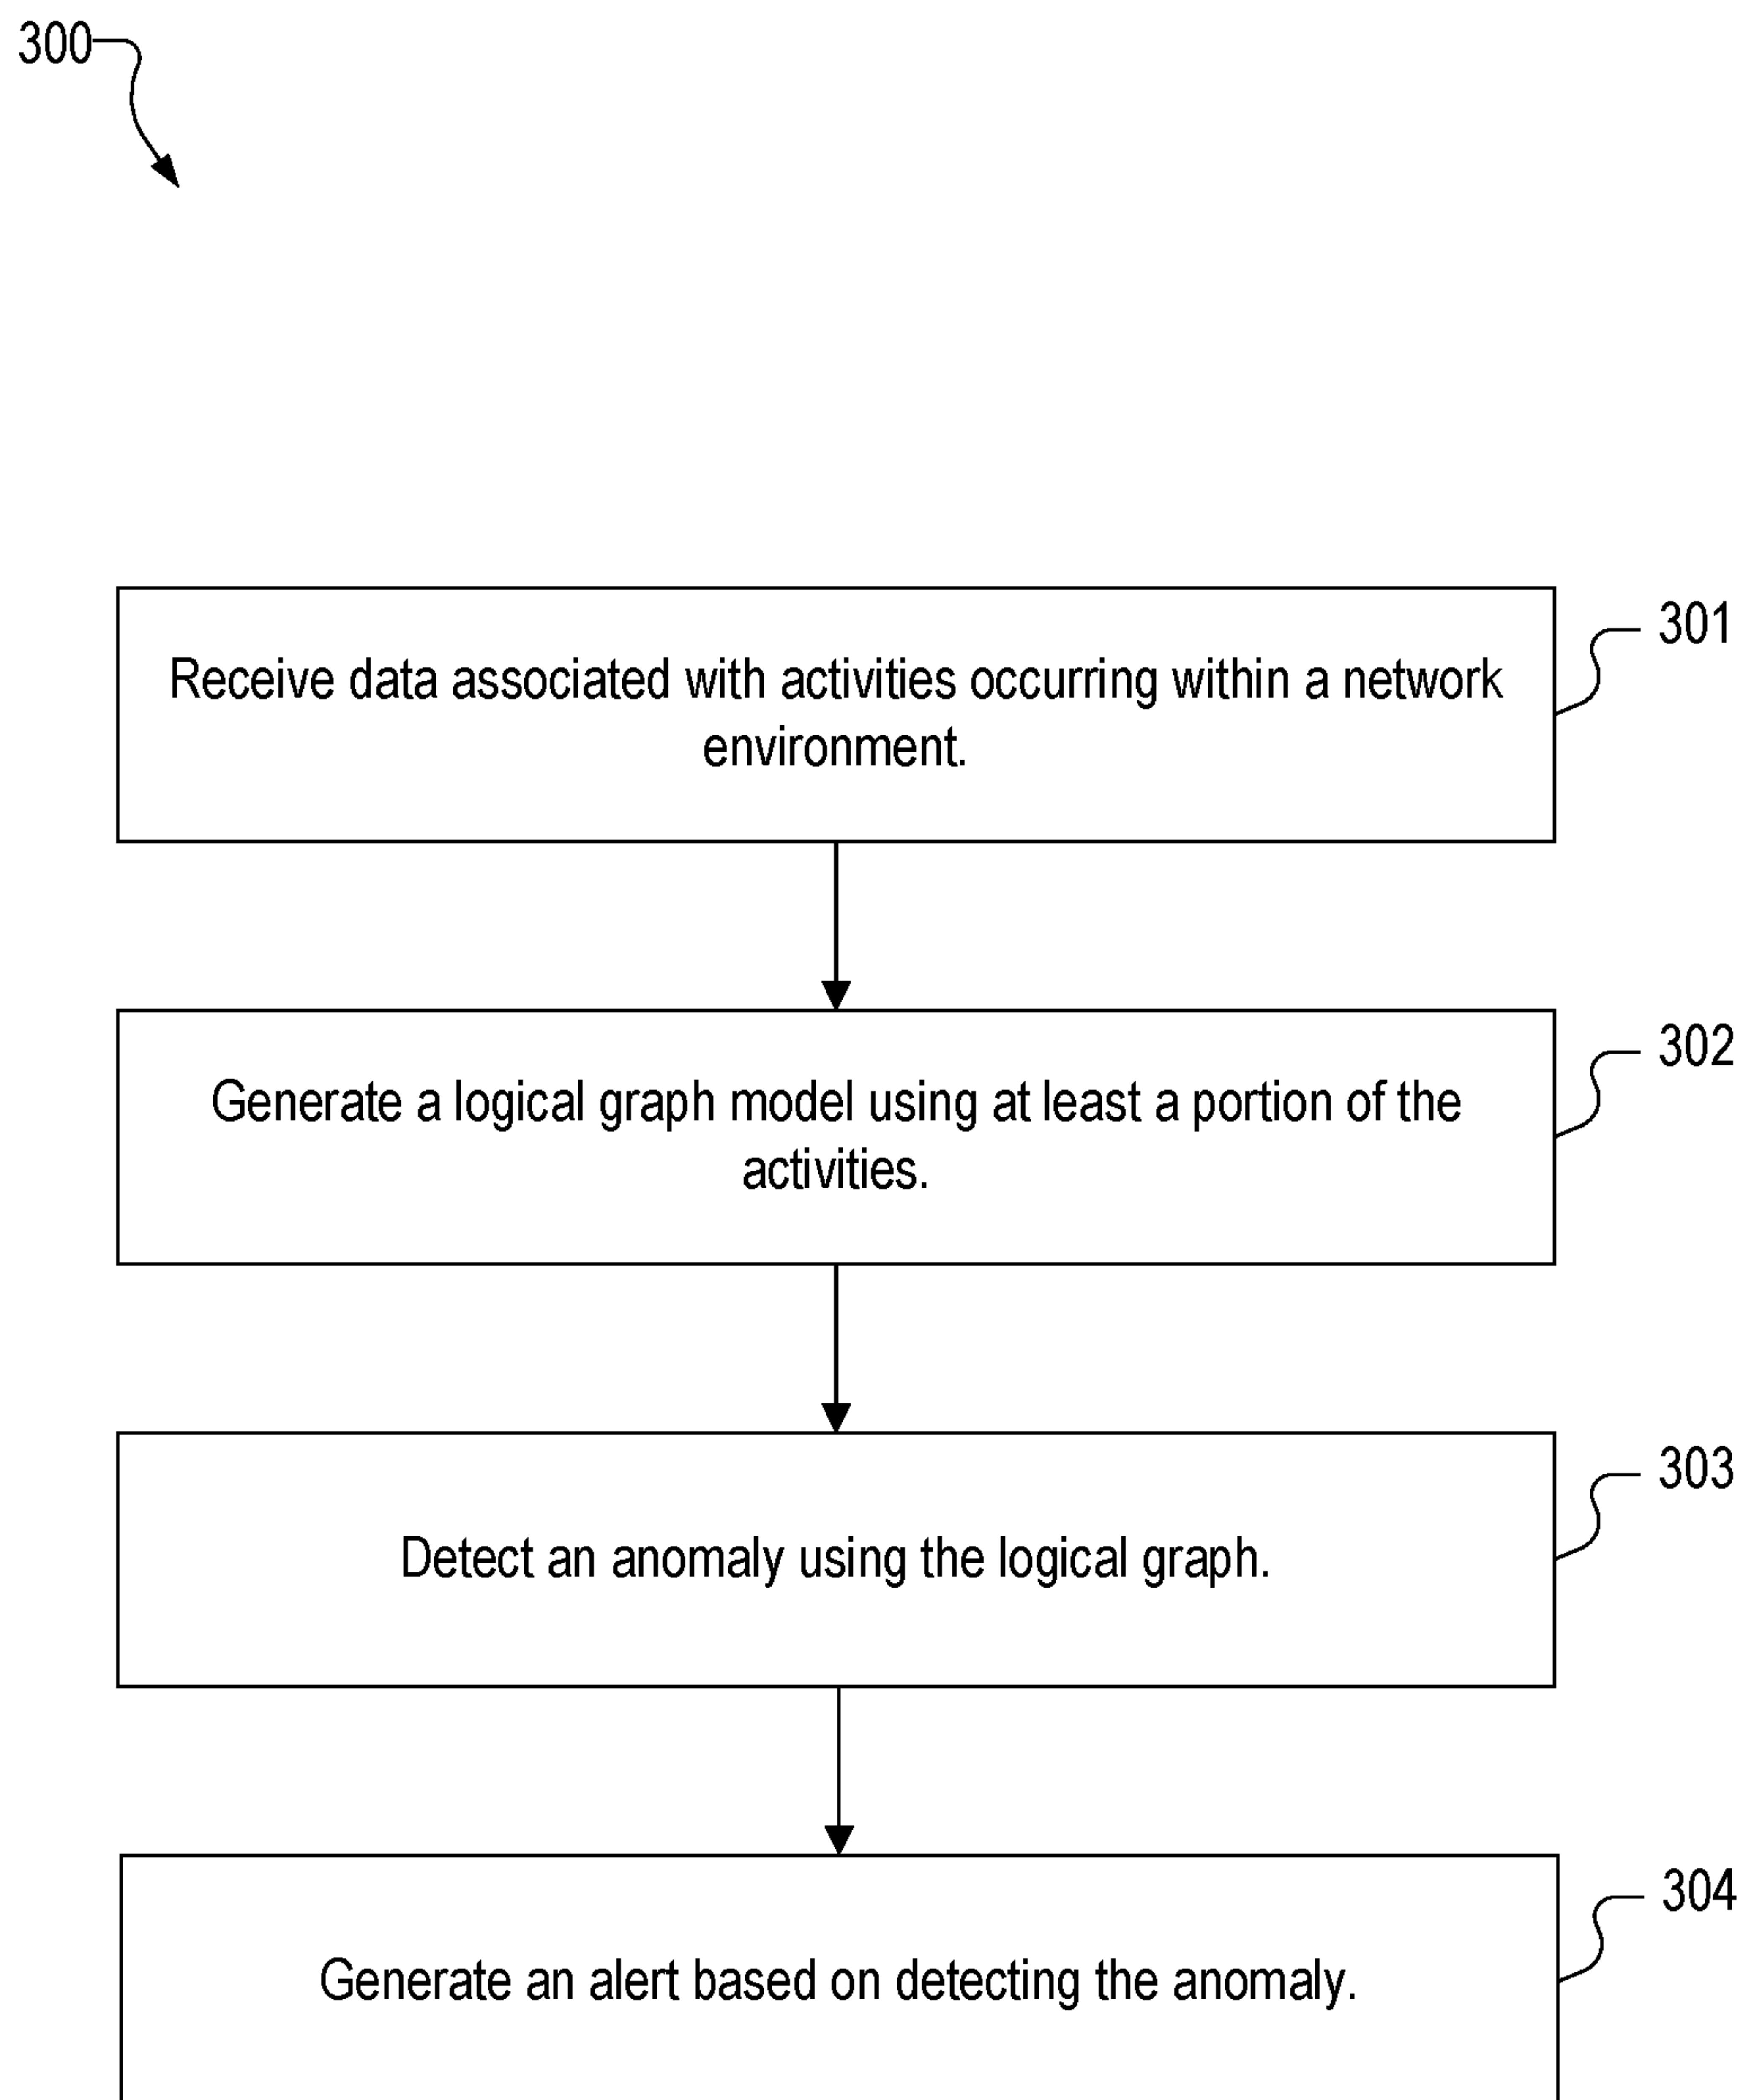 300
301
Receive data associated with activities occurring within a network
environment.
302
Generate a logical graph model using at least a portion of the
activities.
303
Detect an anomaly using the logical graph.
304
Generate an alert based on detecting the anomaly.